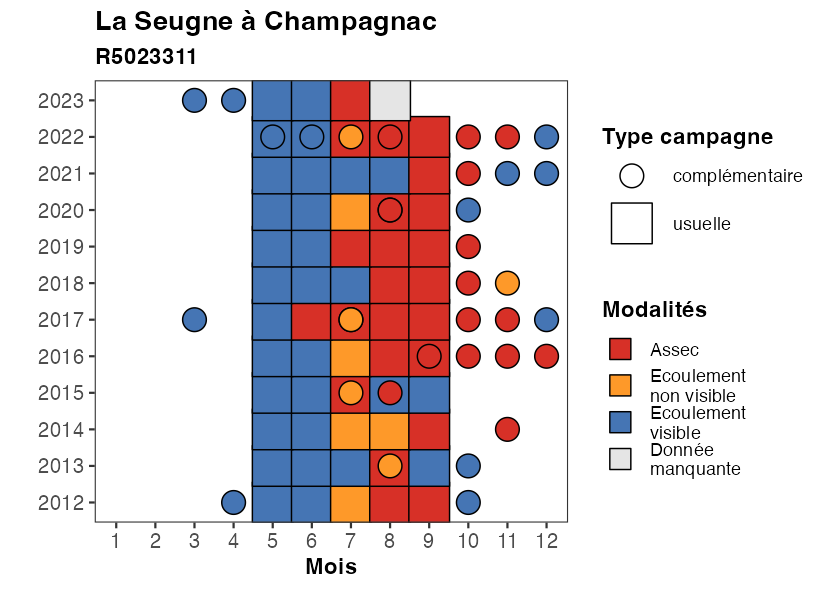 La Seugne à Champagnac
R5023311
2023
2022
2021
2020
2019
2018
2017
2016
2015
2014
2013
2012
1 2 3 4 5 6 7 8 9 10 11 12
Mois
Type campagne
complémentaire
usuelle
Modalités
Assec
Ecoulement
non visible
Ecoulement
visible
Donnée
manquante